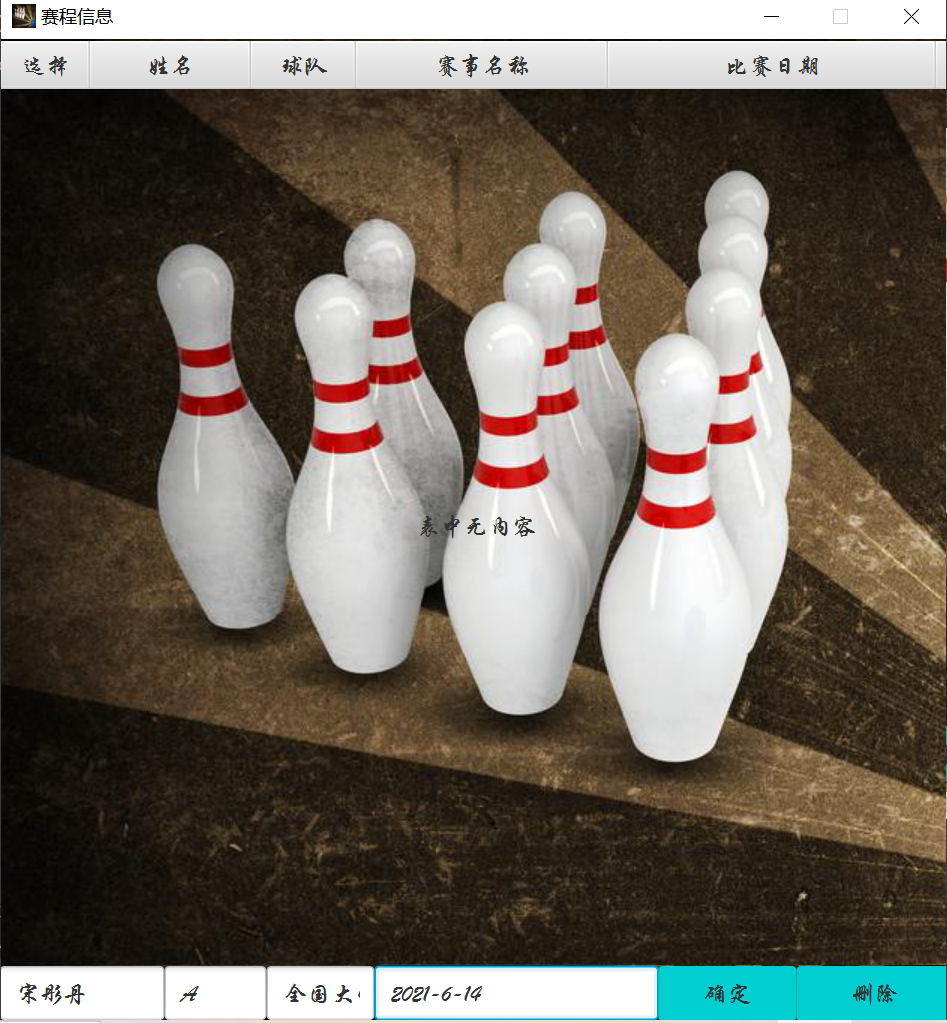 赛程信息
选择 姓名 球队 赛事名称 比赛日期
表中无内容
宋彤丹 A 全国大 2021-6-14 确定 删除